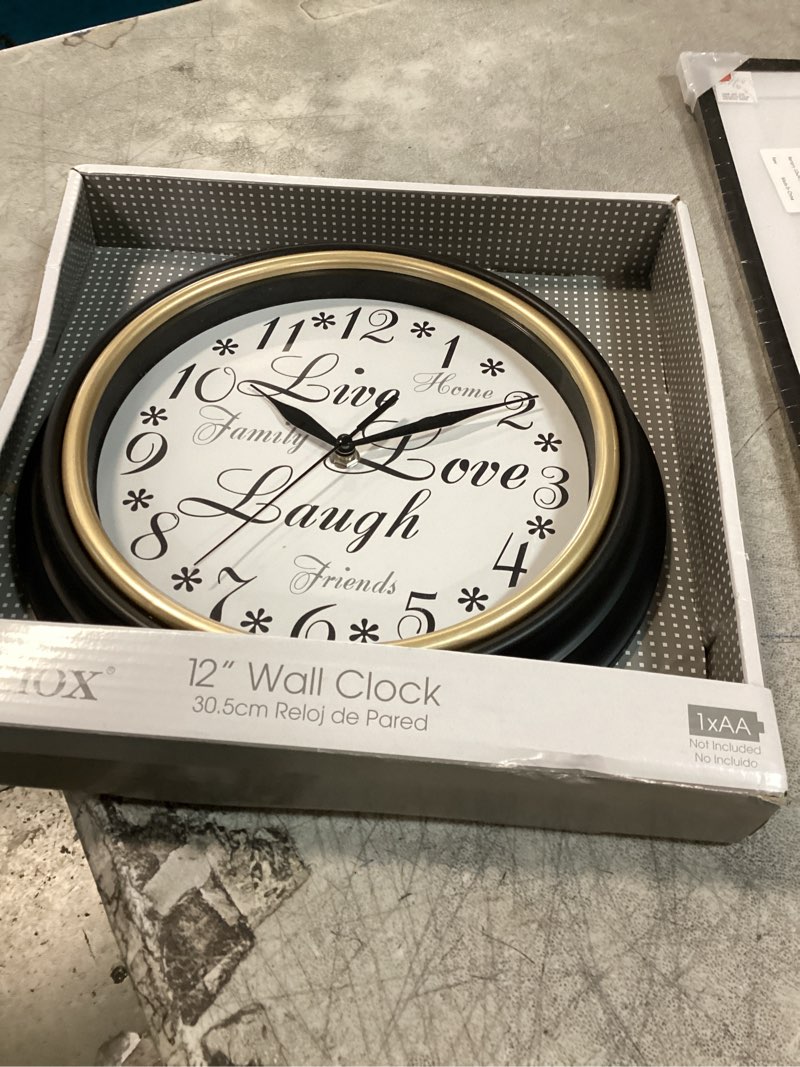 11 * 12 * 1
* *
10 Live Home 2
* Family *
9 Love 3
* Laugh *
8 4
* Friends *
7 * 6 * 5
12" Wall Clock
30.5cm Reloj de Pared
1xAA
Not Included
No Incluido